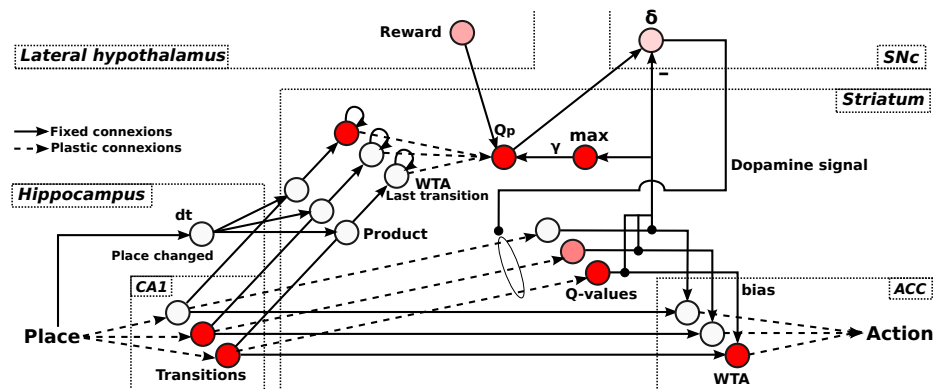 δ
Reward
Lateral hypothalamus
SNc
Striatum
Qp
max
γ
–
Fixed connexions
Plastic connexions
Dopamine signal
WTA
Last transition
Hippocampus
dt
Product
Place changed
CA1
Q-values
bias
ACC
Place
Action
Transitions
WTA